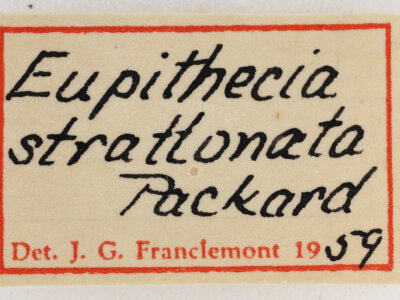 Eupithecia
strattonata
Packard
Det. J. G. Franclemont 1959